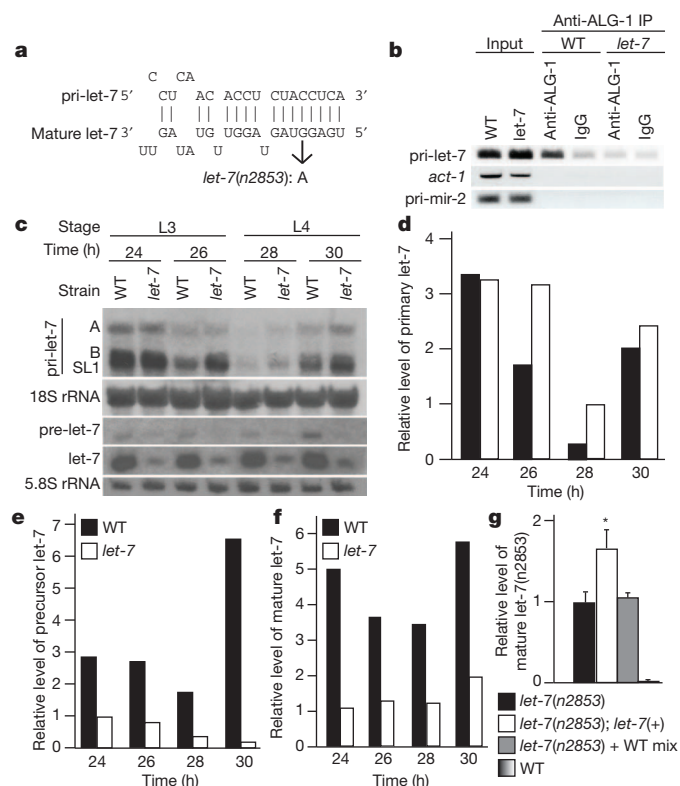 a
C CA
pri-let-7 5′ CU AC ACCU CUACCUCA 3′
Mature let-7 3′ GA UG UGGA GAUGGAGU 5′
UU UA U U
let-7(n2853): A
b
Anti-ALG-1 IP
Input WT let-7
WT let-7 Anti-ALG-1 IgG Anti-ALG-1 IgG
pri-let-7
act-1
pri-mir-2
c
Stage L3 L4
Time (h) 24 26 28 30
Strain WT let-7 WT let-7 WT let-7 WT let-7
pri-let-7
A
B
SL1
18S rRNA
pre-let-7
let-7
5.8S rRNA
d
Relative level of primary let-7
4
3
2
1
0
24 26 28 30
Time (h)
e
WT
let-7
Relative level of precursor let-7
7
6
5
4
3
2
1
0
24 26 28 30
Time (h)
f
WT
let-7
Relative level of mature let-7
6
5
4
3
2
1
0
24 26 28 30
Time (h)
g
Relative level of
mature let-7(n2853)
2
1
0
*
let-7(n2853)
let-7(n2853); let-7(+)
let-7(n2853) + WT mix
WT